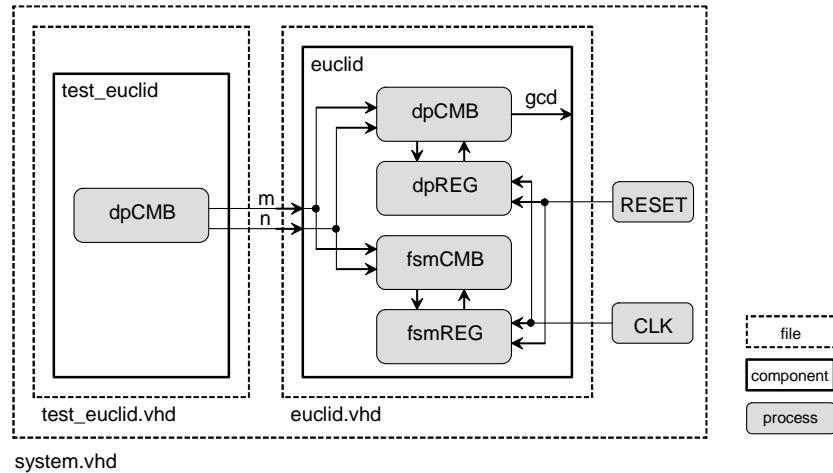 euclid
test_euclid
dpCMB
gcd
dpREG
m
RESET
dpCMB
n
fsmCMB
fsmREG
CLK
file
component
process
test_euclid.vhd
euclid.vhd
system.vhd